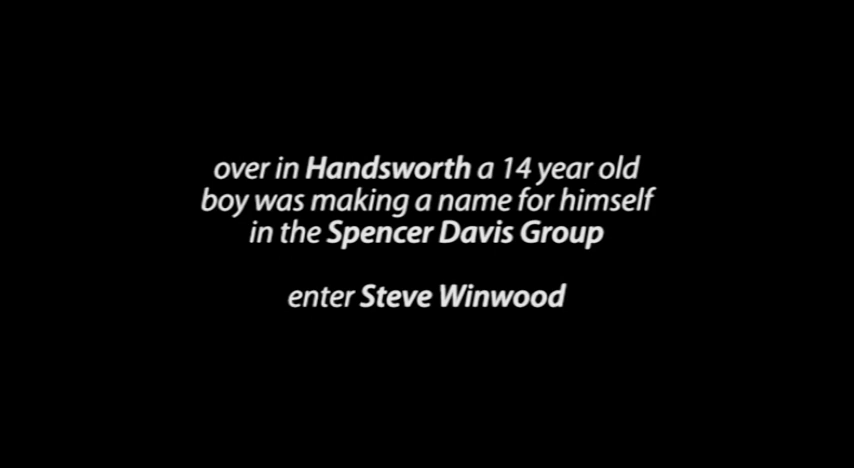 over in Handsworth a 14 year old
boy was making a name for himself
in the Spencer Davis Group
enter Steve Winwood